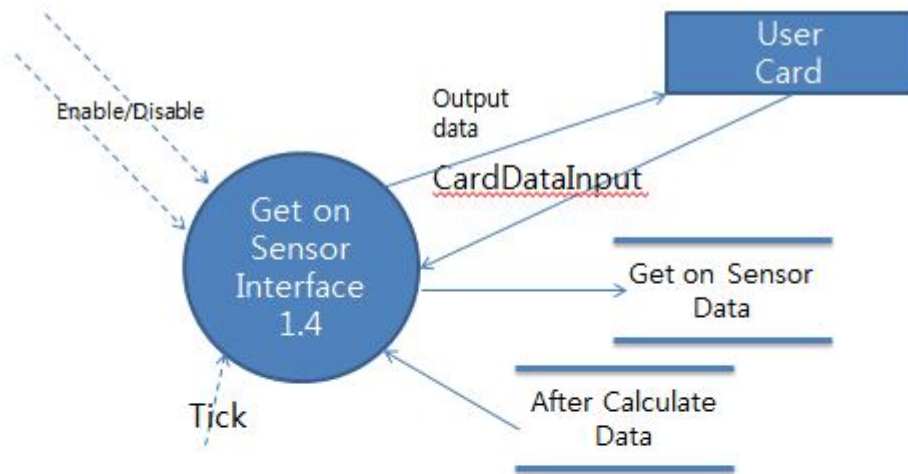 User
Card
Enable/Disable
Output
data
CardDataInput
Get on
Sensor
Interface
1.4
Get on Sensor
Data
After Calculate
Data
Tick